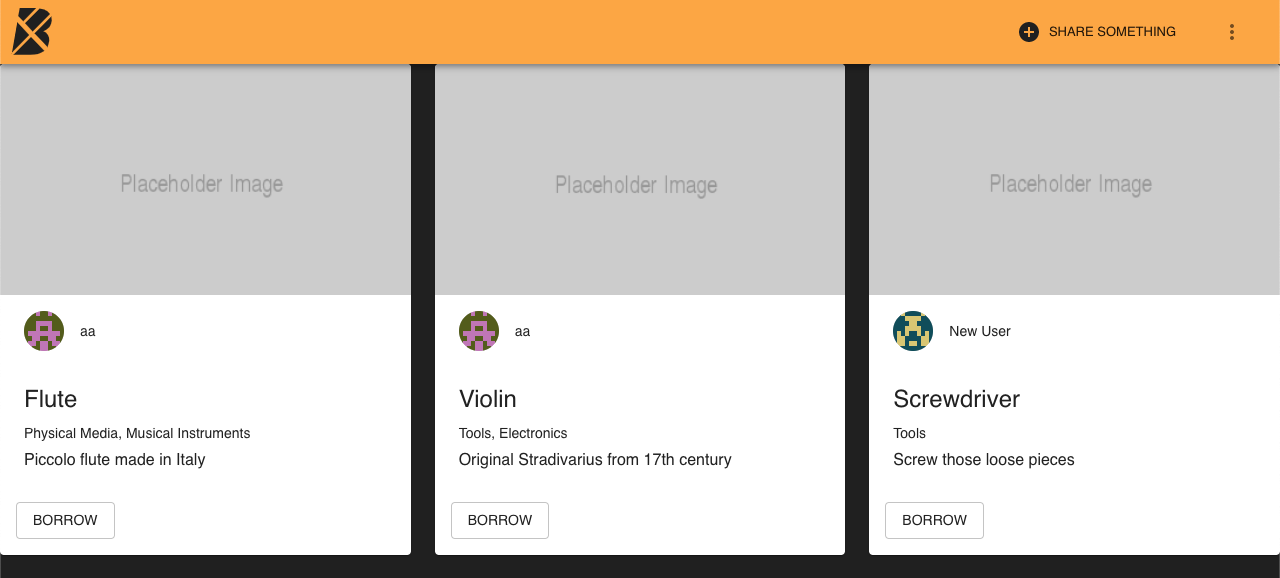 SHARE SOMETHING
Placeholder Image
Placeholder Image
Placeholder Image
aa
aa
New User
Flute
Physical Media, Musical Instruments
Piccolo flute made in Italy
BORROW
Violin
Tools, Electronics
Original Stradivarius from 17th century
BORROW
Screwdriver
Tools
Screw those loose pieces
BORROW